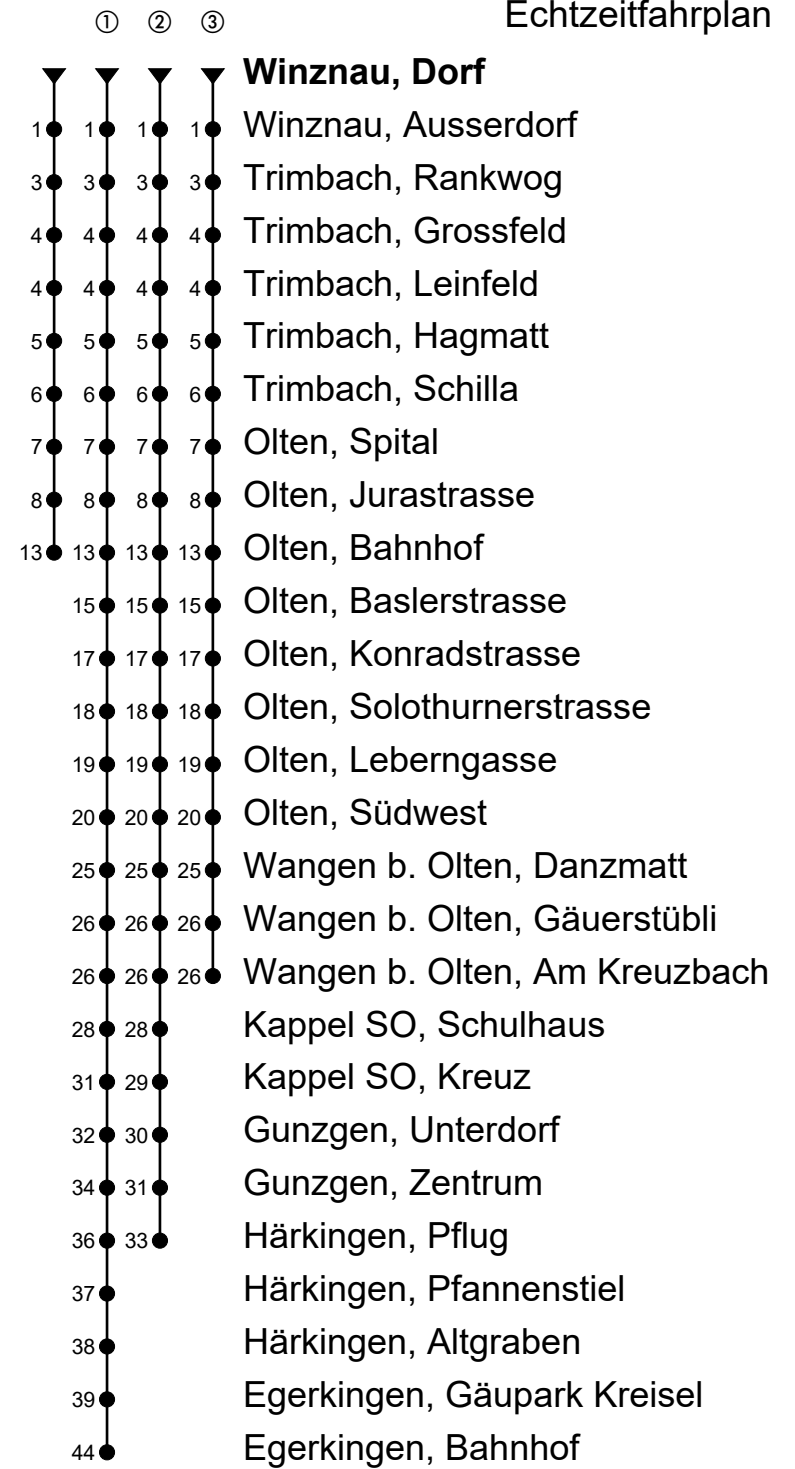 Echtzeitfahrplan
① ② ③
Winznau, Dorf
1 1 1 1 Winznau, Ausserdorf
3 3 3 3 Trimbach, Rankwog
4 4 4 4 Trimbach, Grossfeld
4 4 4 4 Trimbach, Leinfeld
5 5 5 5 Trimbach, Hagmatt
6 6 6 6 Trimbach, Schilla
7 7 7 7 Olten, Spital
8 8 8 8 Olten, Jurastrasse
13 13 13 13 Olten, Bahnhof
15 15 15 Olten, Baslerstrasse
17 17 17 Olten, Konradstrasse
18 18 18 Olten, Solothurnerstrasse
19 19 19 Olten, Leberngasse
20 20 20 Olten, Südwest
25 25 25 Wangen b. Olten, Danzmatt
26 26 26 Wangen b. Olten, Gäuerstübli
26 26 26 Wangen b. Olten, Am Kreuzbach
28 28 Kappel SO, Schulhaus
31 29 Kappel SO, Kreuz
32 30 Gunzgen, Unterdorf
34 31 Gunzgen, Zentrum
36 33 Härkingen, Pflug
37 Härkingen, Pfannenstiel
38 Härkingen, Altgraben
39 Egerkingen, Gäupark Kreisel
44 Egerkingen, Bahnhof